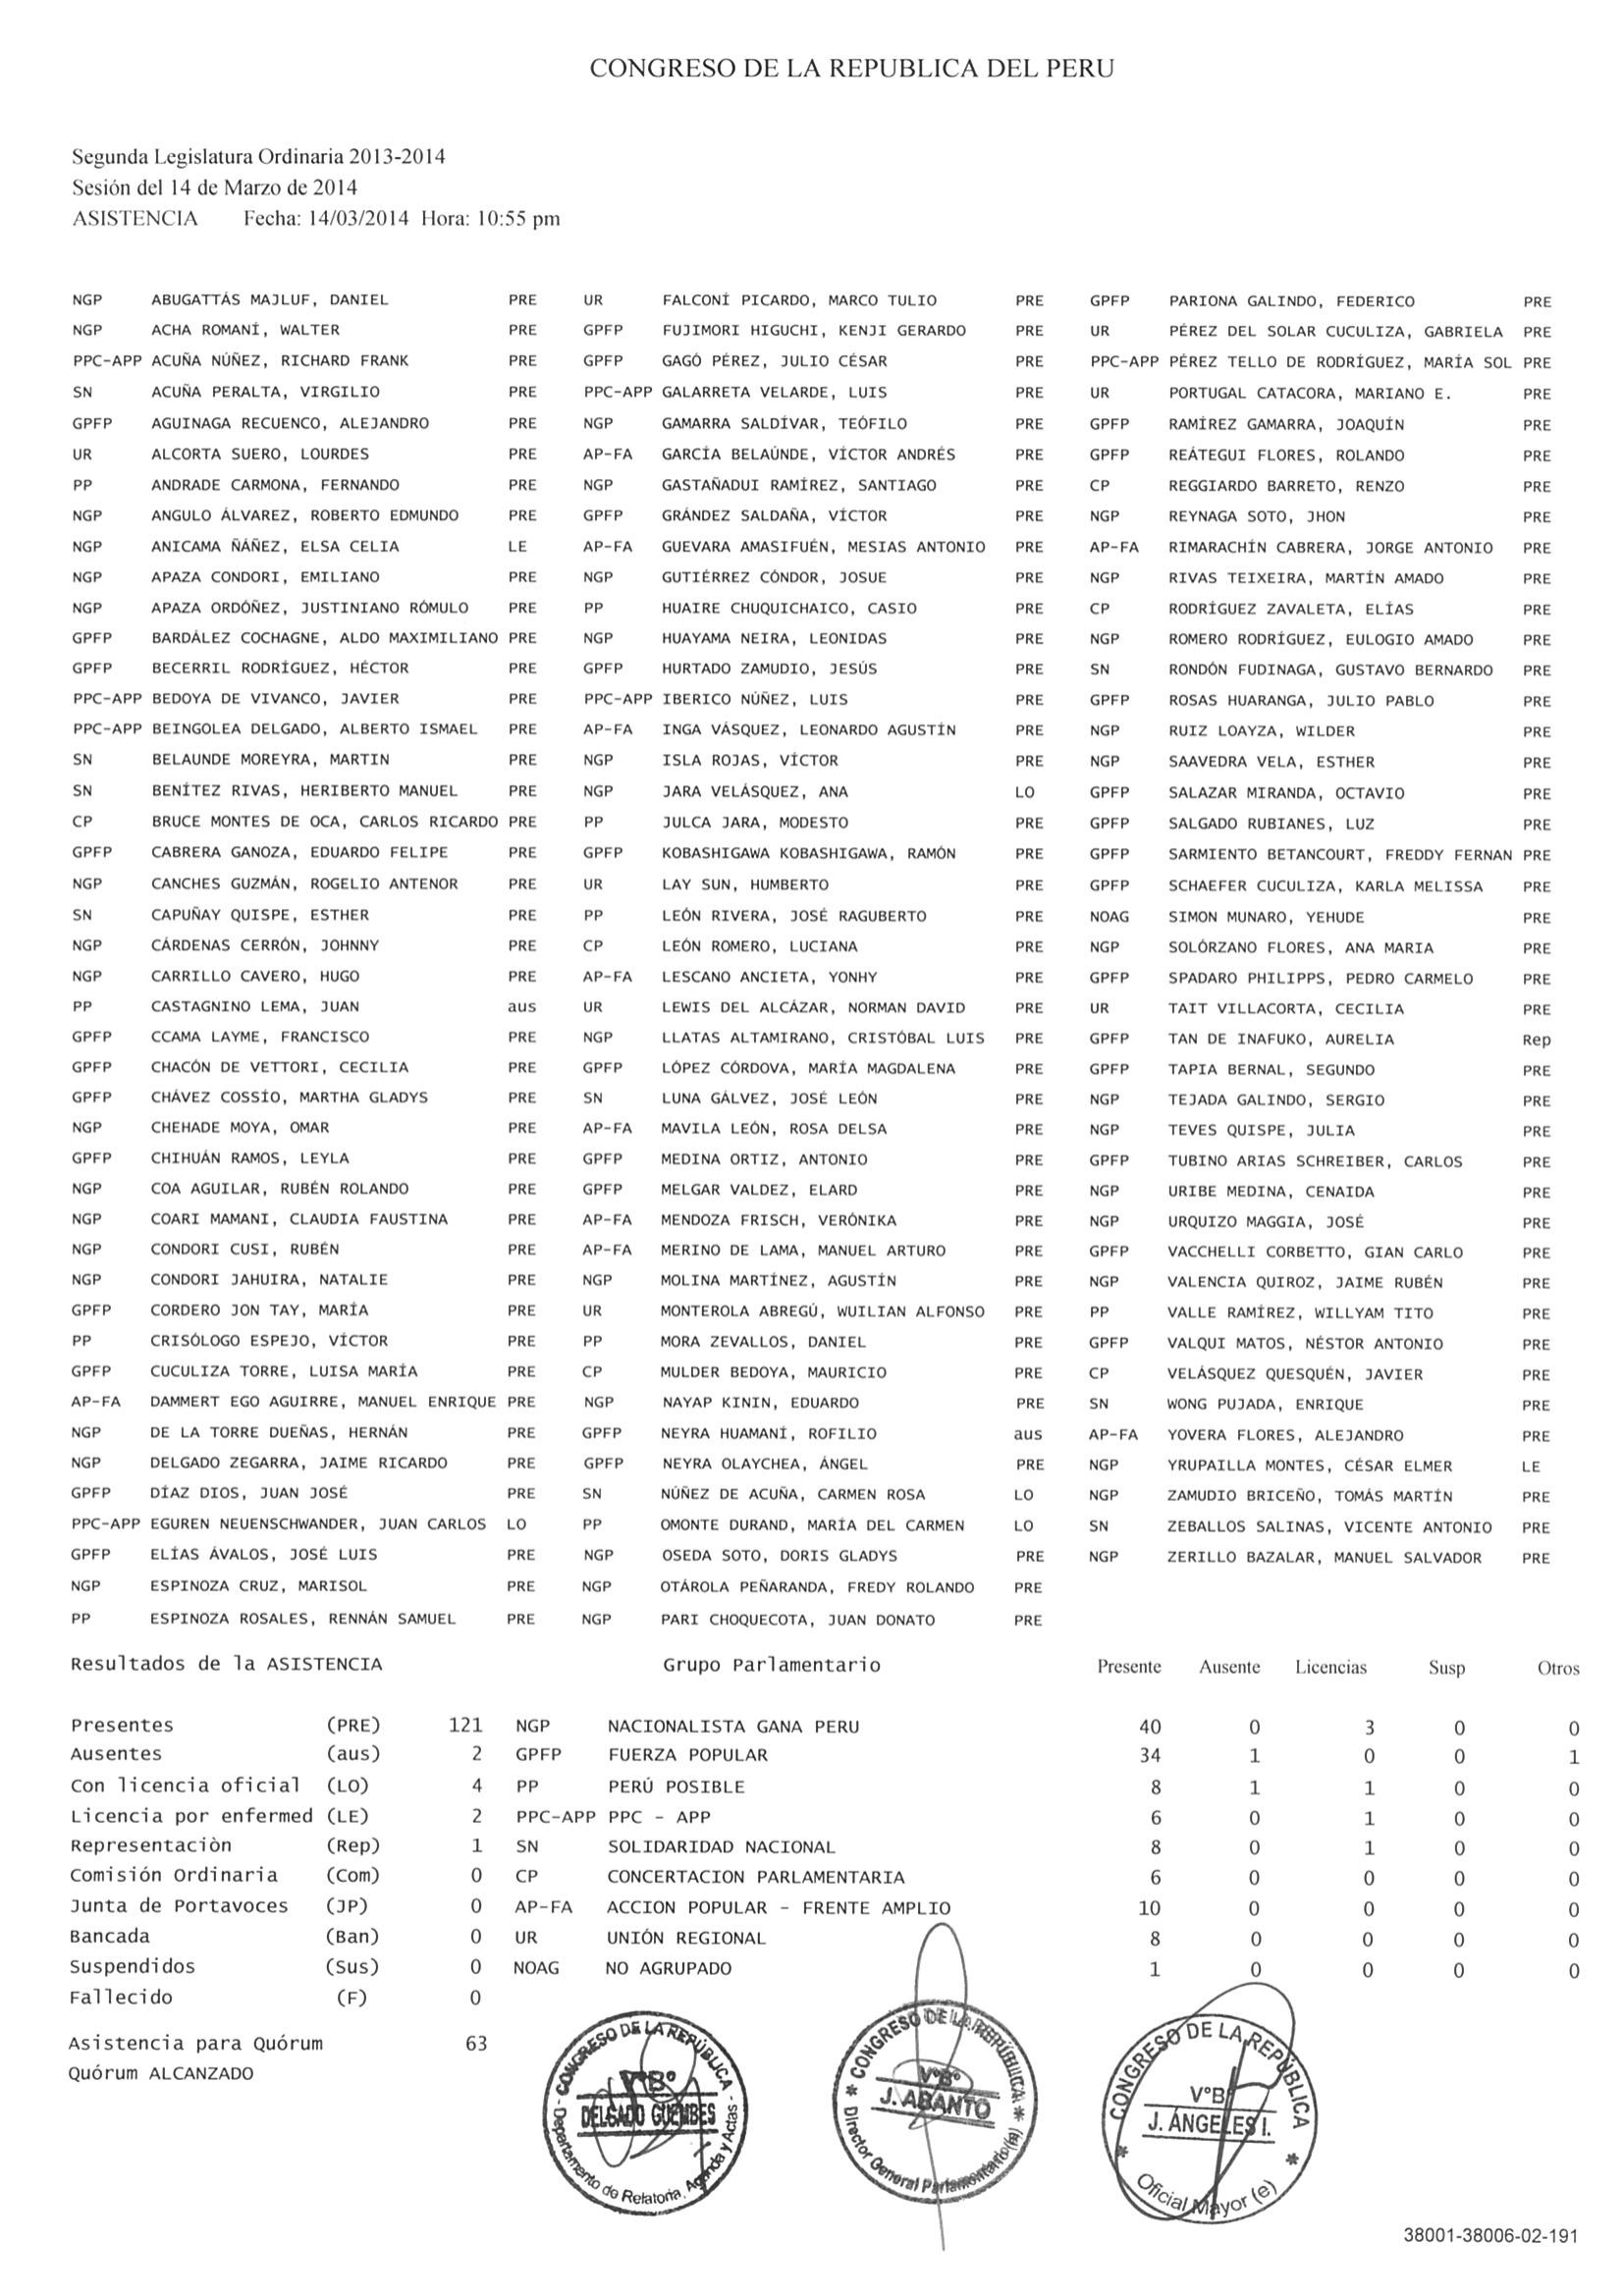 CONGRESO DE LA REPUBLICA DEL PERU
Segunda Legislatura Ordinaria 2013-2014
Sesión del 14 de Marzo de 2014
ASISTENCIA Fecha: 14/03/2014 Hora: 10:55 pm
NGP ABUGATTÁS MAJLUF, DANIEL PRE UR FALCONÍ PICARDO, MARCO TULIO PRE GPFP PARIONA GALINDO, FEDERICO PRE
NGP ACHA ROMANÍ, WALTER PRE GPFP FUJIMORI HIGUCHI, KENJI GERARDO PRE UR PÉREZ DEL SOLAR CUCULIZA, GABRIELA PRE
PPC-APP ACUÑA NÚÑEZ, RICHARD FRANK PRE GPFP GAGÓ PÉREZ, JULIO CÉSAR PRE PPC-APP PÉREZ TELLO DE RODRÍGUEZ, MARÍA SOL PRE
SN ACUÑA PERALTA, VIRGILIO PRE PPC-APP GALARRETA VELARDE, LUIS PRE UR PORTUGAL CATACORA, MARIANO E. PRE
GPFP AGUINAGA RECUENCO, ALEJANDRO PRE NGP GAMARRA SALDÍVAR, TEÓFILO PRE GPFP RAMÍREZ GAMARRA, JOAQUÍN PRE
UR ALCORTA SUERO, LOURDES PRE AP-FA GARCÍA BELAÚNDE, VÍCTOR ANDRÉS PRE GPFP REÁTEGUI FLORES, ROLANDO PRE
PP ANDRADE CARMONA, FERNANDO PRE NGP GASTAÑADUI RAMÍREZ, SANTIAGO PRE CP REGGIARDO BARRETO, RENZO PRE
NGP ANGULO ÁLVAREZ, ROBERTO EDMUNDO PRE GPFP GRÁNDEZ SALDAÑA, VÍCTOR PRE NGP REYNAGA SOTO, JHON PRE
NGP ANICAMA ÑÁÑEZ, ELSA CELIA LE AP-FA GUEVARA AMASIFUÉN, MESIAS ANTONIO PRE AP-FA RIMARACHÍN CABRERA, JORGE ANTONIO PRE
NGP APAZA CONDORI, EMILIANO PRE NGP GUTIÉRREZ CÓNDOR, JOSUE PRE NGP RIVAS TEIXEIRA, MARTÍN AMADO PRE
NGP APAZA ORDÓÑEZ, JUSTINIANO RÓMULO PRE PP HUAIRE CHUQUICHAICO, CASIO PRE CP RODRÍGUEZ ZAVALETA, ELÍAS PRE
GPFP BARDÁLEZ COCHAGNE, ALDO MAXIMILIANO PRE NGP HUAYAMA NEIRA, LEONIDAS PRE NGP ROMERO RODRÍGUEZ, EULOGIO AMADO PRE
GPFP BECERRIL RODRÍGUEZ, HÉCTOR PRE GPFP HURTADO ZAMUDIO, JESÚS PRE SN RONDÓN FUDINAGA, GUSTAVO BERNARDO PRE
PPC-APP BEDOYA DE VIVANCO, JAVIER PRE PPC-APP IBERICO NÚÑEZ, LUIS PRE GPFP ROSAS HUARANGA, JULIO PABLO PRE
PPC-APP BEINGOLEA DELGADO, ALBERTO ISMAEL PRE AP-FA INGA VÁSQUEZ, LEONARDO AGUSTÍN PRE NGP RUIZ LOAYZA, WILDER PRE
SN BELAUNDE MOREYRA, MARTIN PRE NGP ISLA ROJAS, VÍCTOR PRE NGP SAAVEDRA VELA, ESTHER PRE
SN BENÍTEZ RIVAS, HERIBERTO MANUEL PRE NGP JARA VELÁSQUEZ, ANA LO GPFP SALAZAR MIRANDA, OCTAVIO PRE
CP BRUCE MONTES DE OCA, CARLOS RICARDO PRE PP JULCA JARA, MODESTO PRE GPFP SALGADO RUBIANES, LUZ PRE
GPFP CABRERA GANOZA, EDUARDO FELIPE PRE GPFP KOBASHIGAWA KOBASHIGAWA, RAMÓN PRE GPFP SARMIENTO BETANCOURT, FREDDY FERNAN PRE
NGP CANCHES GUZMÁN, ROGELIO ANTENOR PRE UR LAY SUN, HUMBERTO PRE GPFP SCHAEFER CUCULIZA, KARLA MELISSA PRE
SN CAPUÑAY QUISPE, ESTHER PRE PP LEÓN RIVERA, JOSÉ RAGUBERTO PRE NOAG SIMON MUNARO, YEHUDE PRE
NGP CÁRDENAS CERRÓN, JOHNNY PRE CP LEÓN ROMERO, LUCIANA PRE NGP SOLÓRZANO FLORES, ANA MARIA PRE
NGP CARRILLO CAVERO, HUGO PRE AP-FA LESCANO ANCIETA, YONHY PRE GPFP SPADARO PHILIPPS, PEDRO CARMELO PRE
PP CASTAGNINO LEMA, JUAN aus UR LEWIS DEL ALCÁZAR, NORMAN DAVID PRE UR TAIT VILLACORTA, CECILIA PRE
GPFP CCAMA LAYME, FRANCISCO PRE NGP LLATAS ALTAMIRANO, CRISTÓBAL LUIS PRE GPFP TAN DE INAFUKO, AURELIA Rep
GPFP CHACÓN DE VETTORI, CECILIA PRE GPFP LÓPEZ CÓRDOVA, MARÍA MAGDALENA PRE GPFP TAPIA BERNAL, SEGUNDO PRE
GPFP CHÁVEZ COSSÍO, MARTHA GLADYS PRE SN LUNA GÁLVEZ, JOSÉ LEÓN PRE NGP TEJADA GALINDO, SERGIO PRE
NGP CHEHADE MOYA, OMAR PRE AP-FA MAVILA LEÓN, ROSA DELSA PRE NGP TEVES QUISPE, JULIA PRE
GPFP CHIHUÁN RAMOS, LEYLA PRE GPFP MEDINA ORTIZ, ANTONIO PRE GPFP TUBINO ARIAS SCHREIBER, CARLOS PRE
NGP COA AGUILAR, RUBÉN ROLANDO PRE GPFP MELGAR VALDEZ, ELARD PRE NGP URIBE MEDINA, CENAIDA PRE
NGP COARI MAMANI, CLAUDIA FAUSTINA PRE AP-FA MENDOZA FRISCH, VERÓNIKA PRE NGP URQUIZO MAGGIA, JOSÉ PRE
NGP CONDORI CUSI, RUBÉN PRE AP-FA MERINO DE LAMA, MANUEL ARTURO PRE GPFP VACCHELLI CORBETTO, GIAN CARLO PRE
NGP CONDORI JAHUIRA, NATALIE PRE NGP MOLINA MARTÍNEZ, AGUSTÍN PRE NGP VALENCIA QUIROZ, JAIME RUBÉN PRE
GPFP CORDERO JON TAY, MARÍA PRE UR MONTEROLA ABREGÚ, WUILIAN ALFONSO PRE PP VALLE RAMÍREZ, WILLYAM TITO PRE
PP CRISÓLOGO ESPEJO, VÍCTOR PRE PP MORA ZEVALLOS, DANIEL PRE GPFP VALQUI MATOS, NÉSTOR ANTONIO PRE
GPFP CUCULIZA TORRE, LUISA MARÍA PRE CP MULDER BEDOYA, MAURICIO PRE CP VELÁSQUEZ QUESQUÉN, JAVIER PRE
AP-FA DAMMERT EGO AGUIRRE, MANUEL ENRIQUE PRE NGP NAYAP KININ, EDUARDO PRE SN WONG PUJADA, ENRIQUE PRE
NGP DE LA TORRE DUEÑAS, HERNÁN PRE GPFP NEYRA HUAMANÍ, ROFILIO aus AP-FA YOVERA FLORES, ALEJANDRO PRE
NGP DELGADO ZEGARRA, JAIME RICARDO PRE GPFP NEYRA OLAYCHEA, ÁNGEL PRE NGP YRUPAILLA MONTES, CÉSAR ELMER LE
GPFP DÍAZ DIOS, JUAN JOSÉ PRE SN NÚÑEZ DE ACUÑA, CARMEN ROSA LO NGP ZAMUDIO BRICEÑO, TOMÁS MARTÍN PRE
PPC-APP EGUREN NEUENSCHWANDER, JUAN CARLOS LO PP OMONTE DURAND, MARÍA DEL CARMEN LO SN ZEBALLOS SALINAS, VICENTE ANTONIO PRE
GPFP ELÍAS ÁVALOS, JOSÉ LUIS PRE NGP OSEDA SOTO, DORIS GLADYS PRE NGP ZERILLO BAZALAR, MANUEL SALVADOR PRE
NGP ESPINOZA CRUZ, MARISOL PRE NGP OTÁROLA PEÑARANDA, FREDY ROLANDO PRE
PP ESPINOZA ROSALES, RENNÁN SAMUEL PRE NGP PARI CHOQUECOTA, JUAN DONATO PRE
Resultados de la ASISTENCIA Grupo Parlamentario Presente Ausente Licencias Susp Otros
Presentes (PRE) 121 NGP NACIONALISTA GANA PERU 40 0 3 0 0
Ausentes (aus) 2 GPFP FUERZA POPULAR 34 1 0 0 1
Con licencia oficial (LO) 4 PP PERÚ POSIBLE 8 1 1 0 0
Licencia por enfermed (LE) 2 PPC-APP PPC - APP 6 0 1 0 0
Representaciòn (Rep) 1 SN SOLIDARIDAD NACIONAL 8 0 1 0 0
Comisión Ordinaria (Com) 0 CP CONCERTACION PARLAMENTARIA 6 0 0 0 0
Junta de Portavoces (JP) 0 AP-FA ACCION POPULAR - FRENTE AMPLIO 10 0 0 0 0
Bancada (Ban) 0 UR UNIÓN REGIONAL 8 0 0 0 0
Suspendidos (Sus) 0 NOAG NO AGRUPADO 1 0 0 0 0
Fallecido (F) 0
Asistencia para Quórum 63
Quórum ALCANZADO
- CONGRESO DE LA REPÚBLICA -
V°B°
DELGADO GUEMBES
Departamento de Relatoria, Agenda y Actas
* CONGRESO DE LA REPÚBLICA *
V°B°
J. ABANTO
Director General Parlamentario (e)
CONGRESO DE LA REPÚBLICA
V°B°
J. ÁNGELES I.
* Oficial Mayor (e) *
38001-38006-02-191